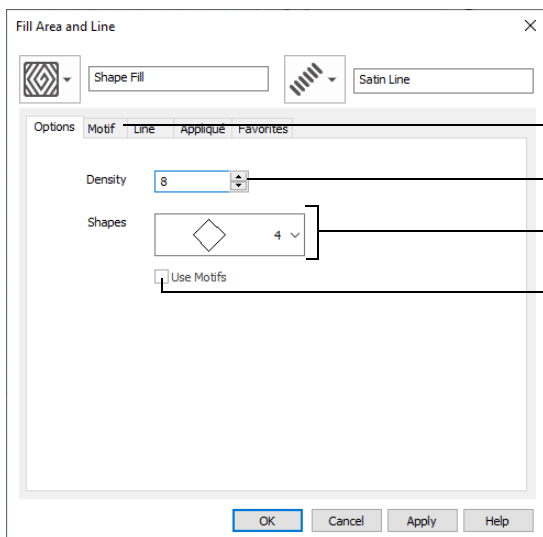 Fill Area and Line
Shape Fill
Satin Line
Options Motif Line Appliqué Favorites
Density 8
Shapes 4
Use Motifs
OK Cancel Apply Help